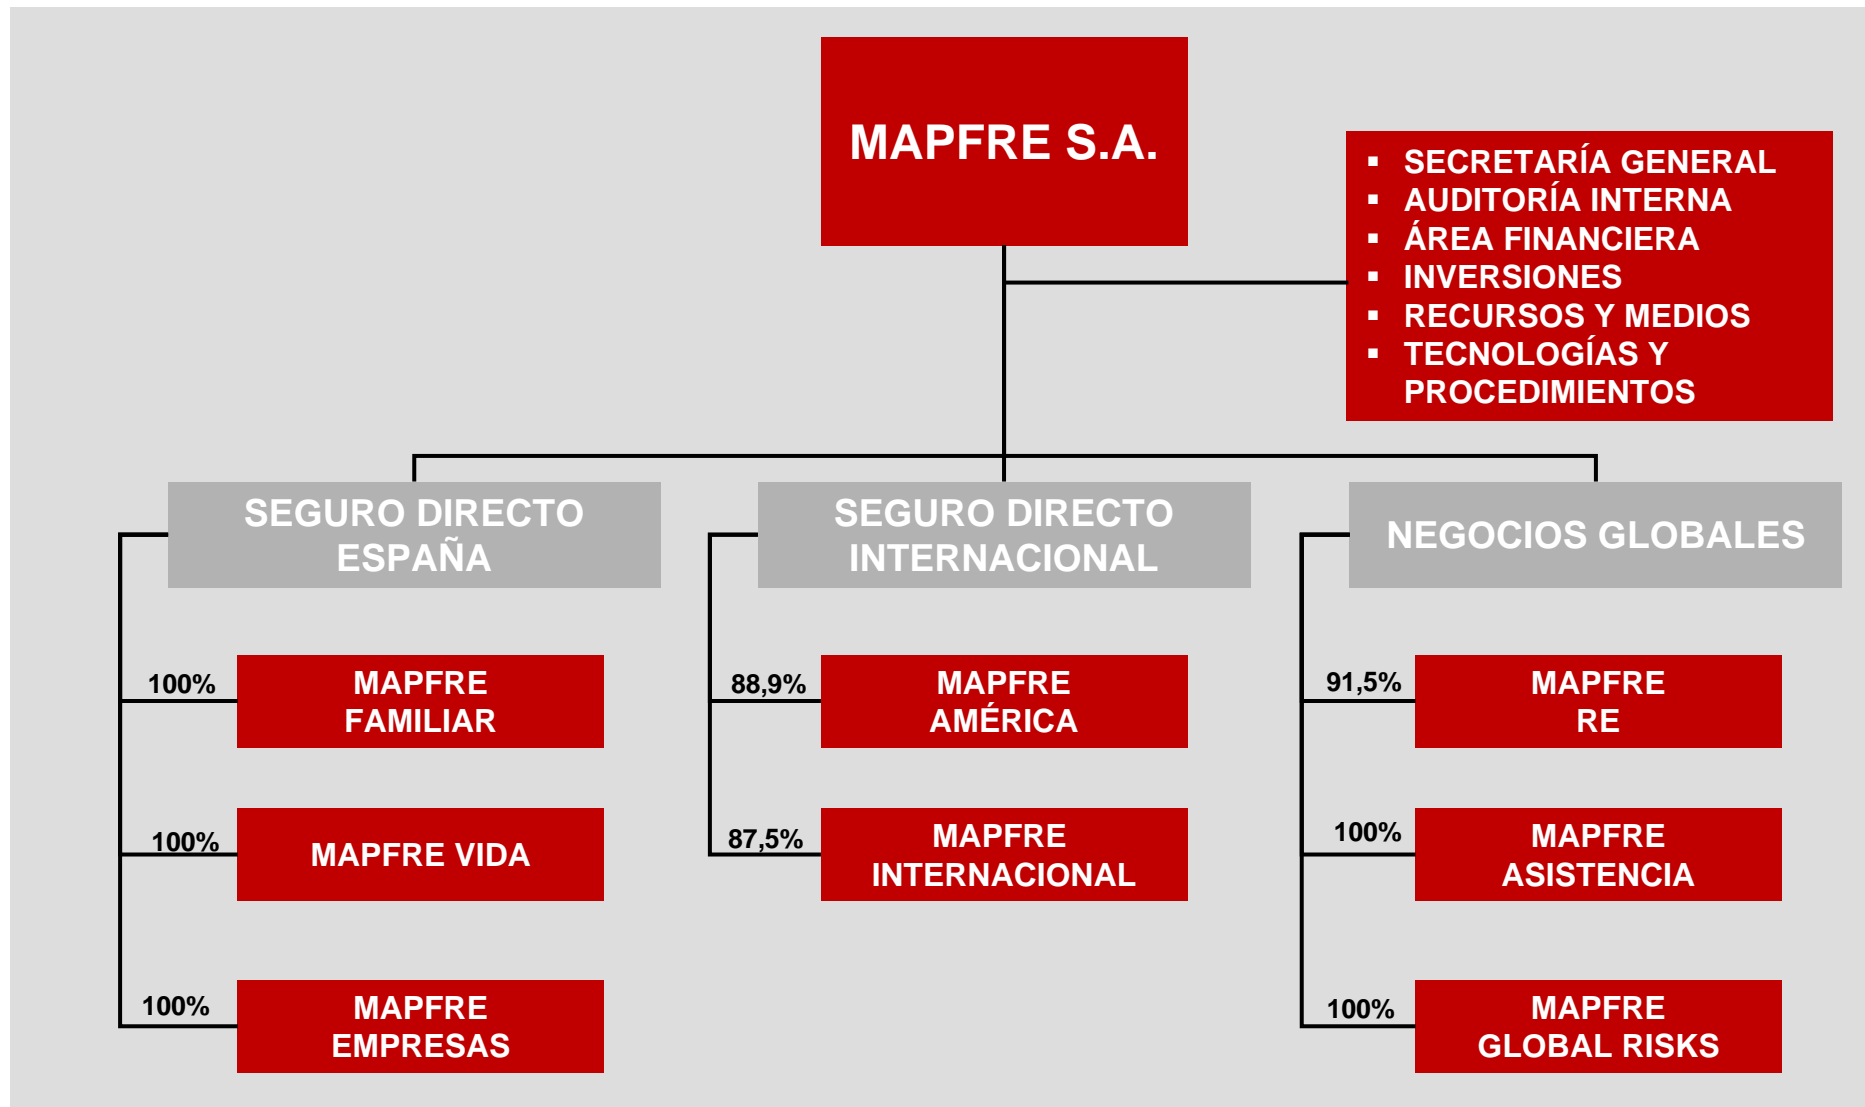 MAPFRE S.A.
▪ SECRETARÍA GENERAL
▪ AUDITORÍA INTERNA
▪ ÁREA FINANCIERA
▪ INVERSIONES
▪ RECURSOS Y MEDIOS
▪ TECNOLOGÍAS Y
PROCEDIMIENTOS
SEGURO DIRECTO
ESPAÑA
100%
MAPFRE
FAMILIAR
100%
MAPFRE VIDA
100%
MAPFRE
EMPRESAS
SEGURO DIRECTO
INTERNACIONAL
88,9%
MAPFRE
AMÉRICA
87,5%
MAPFRE
INTERNACIONAL
NEGOCIOS GLOBALES
91,5%
MAPFRE
RE
100%
MAPFRE
ASISTENCIA
100%
MAPFRE
GLOBAL RISKS